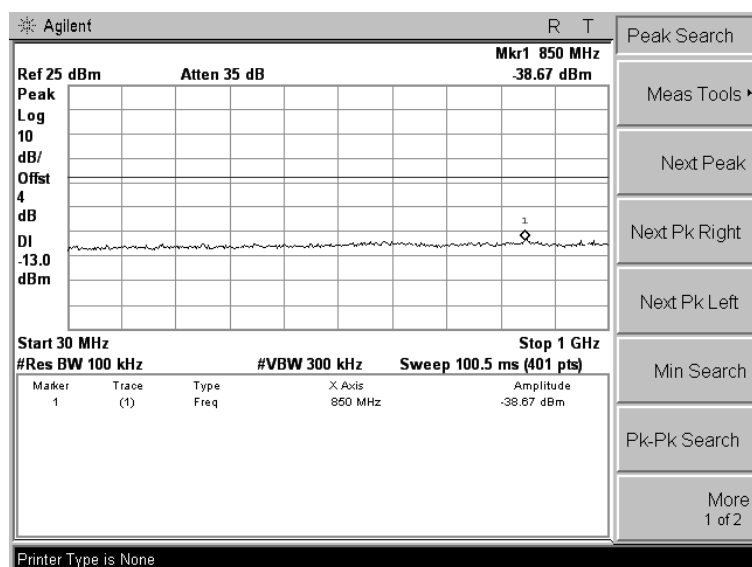 Agilent R T
Mkr1 850 MHz
Ref 25 dBm Atten 35 dB -38.67 dBm
Peak
Log
10
dB/
Offst
4
dB
DI
-13.0
dBm
1
Start 30 MHz Stop 1 GHz
#Res BW 100 kHz #VBW 300 kHz Sweep 100.5 ms (401 pts)
Marker Trace Type X Axis Amplitude
1 (1) Freq 850 MHz -38.67 dBm
Printer Type is None
Peak Search
Meas Tools
Next Peak
Next Pk Right
Next Pk Left
Min Search
Pk-Pk Search
More
1 of 2